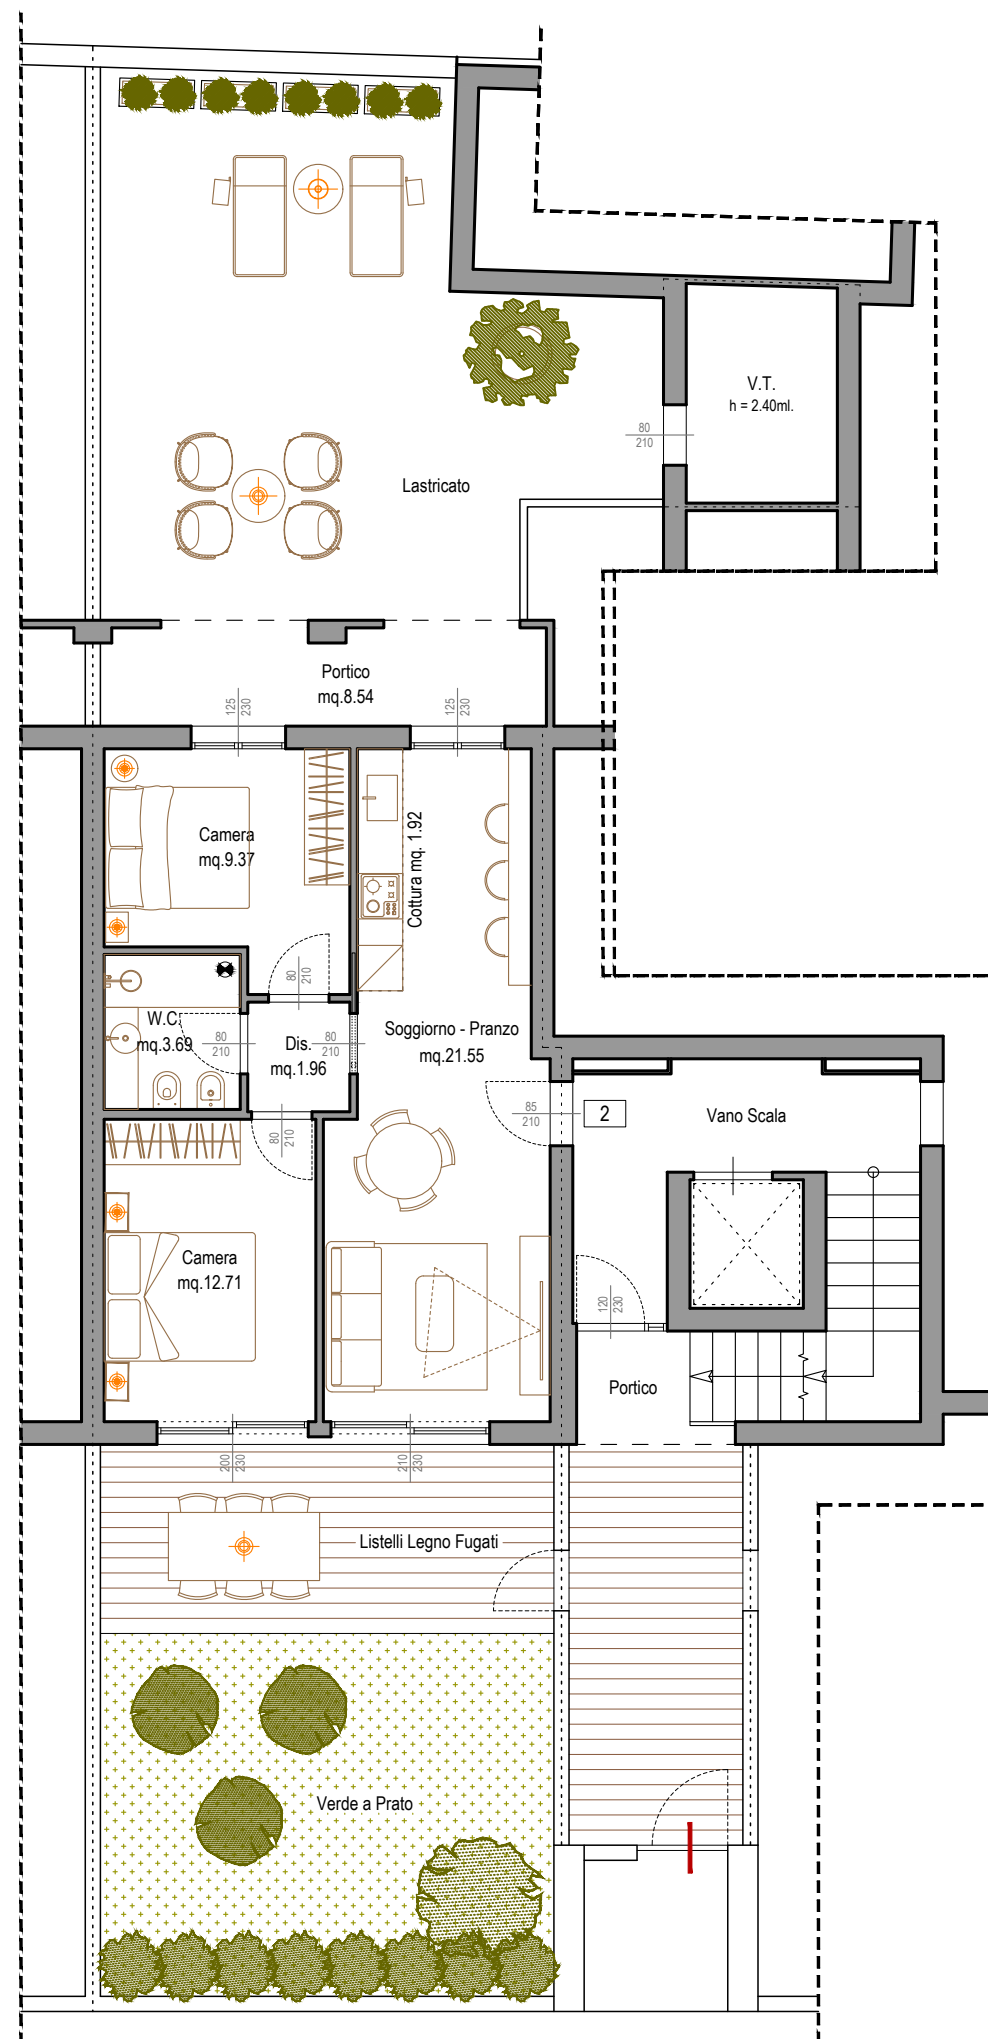 V.T.
h = 2.40ml.
80
210
Lastricato
Portico
mq.8.54
125
230
125
230
Camera
mq.9.37
Cottura mq. 1.92
80
210
W.C.
mq.3.69
80
210
Dis.
mq.1.96
80
210
Soggiorno - Pranzo
mq.21.55
85
210
2
Vano Scala
80
210
Camera
mq.12.71
120
230
Portico
200
230
210
230
Listelli Legno Fugati
Verde a Prato